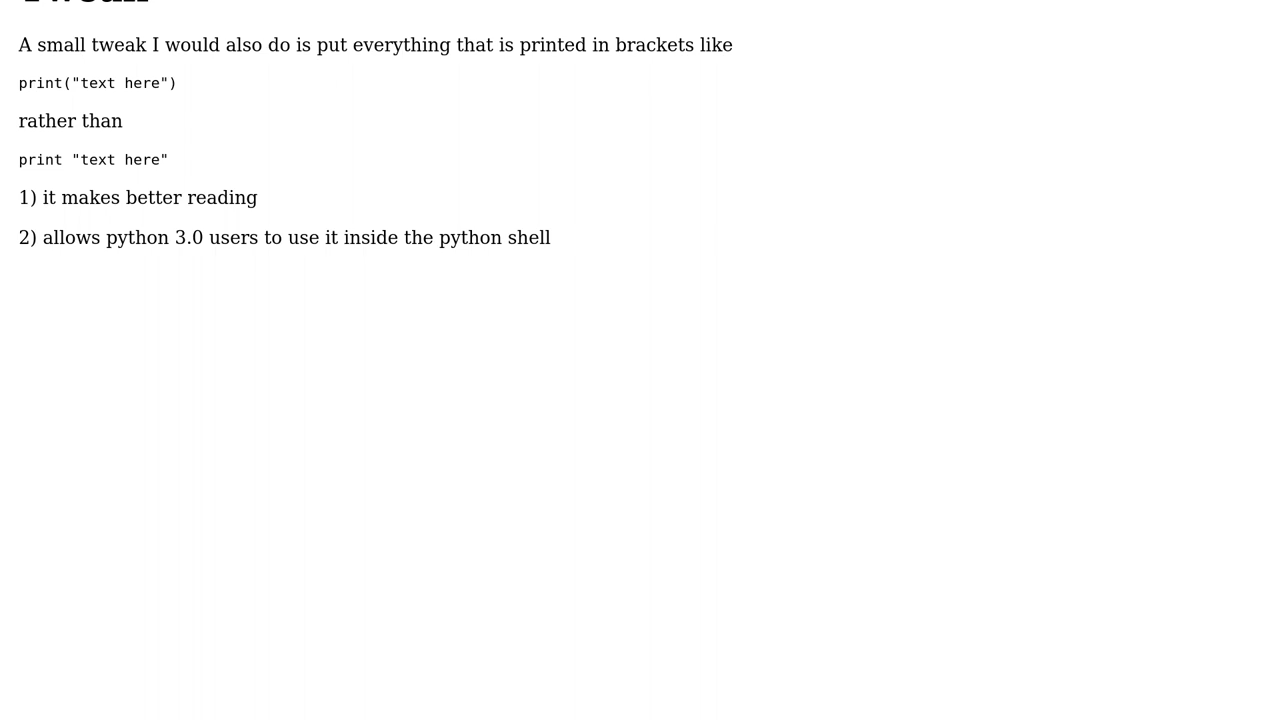 A small tweak I would also do is put everything that is printed in brackets like
print("text here")
rather than
print "text here"
1) it makes better reading
2) allows python 3.0 users to use it inside the python shell